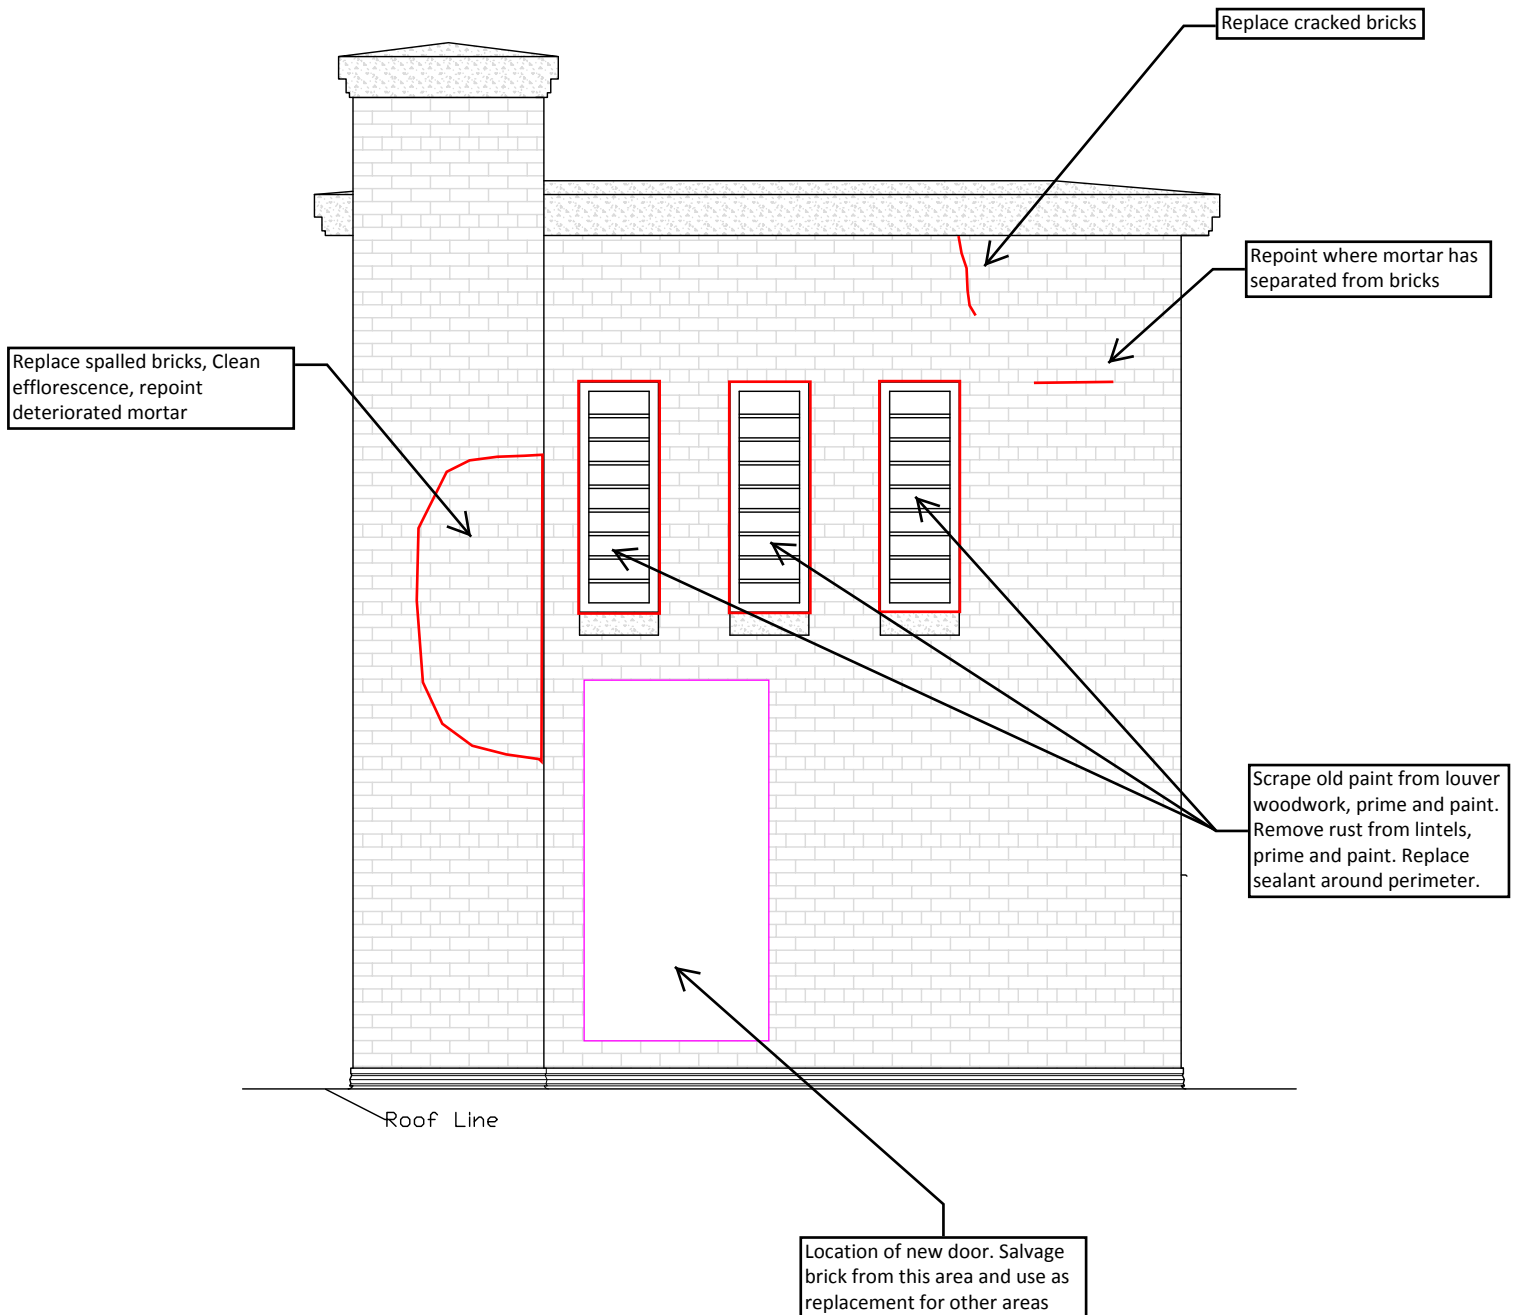 Replace cracked bricks
Repoint where mortar has
separated from bricks
Replace spalled bricks, Clean
efflorescence, repoint
deteriorated mortar
Scrape old paint from louver
woodwork, prime and paint.
Remove rust from lintels,
prime and paint. Replace
sealant around perimeter.
Roof Line
Location of new door. Salvage
brick from this area and use as
replacement for other areas